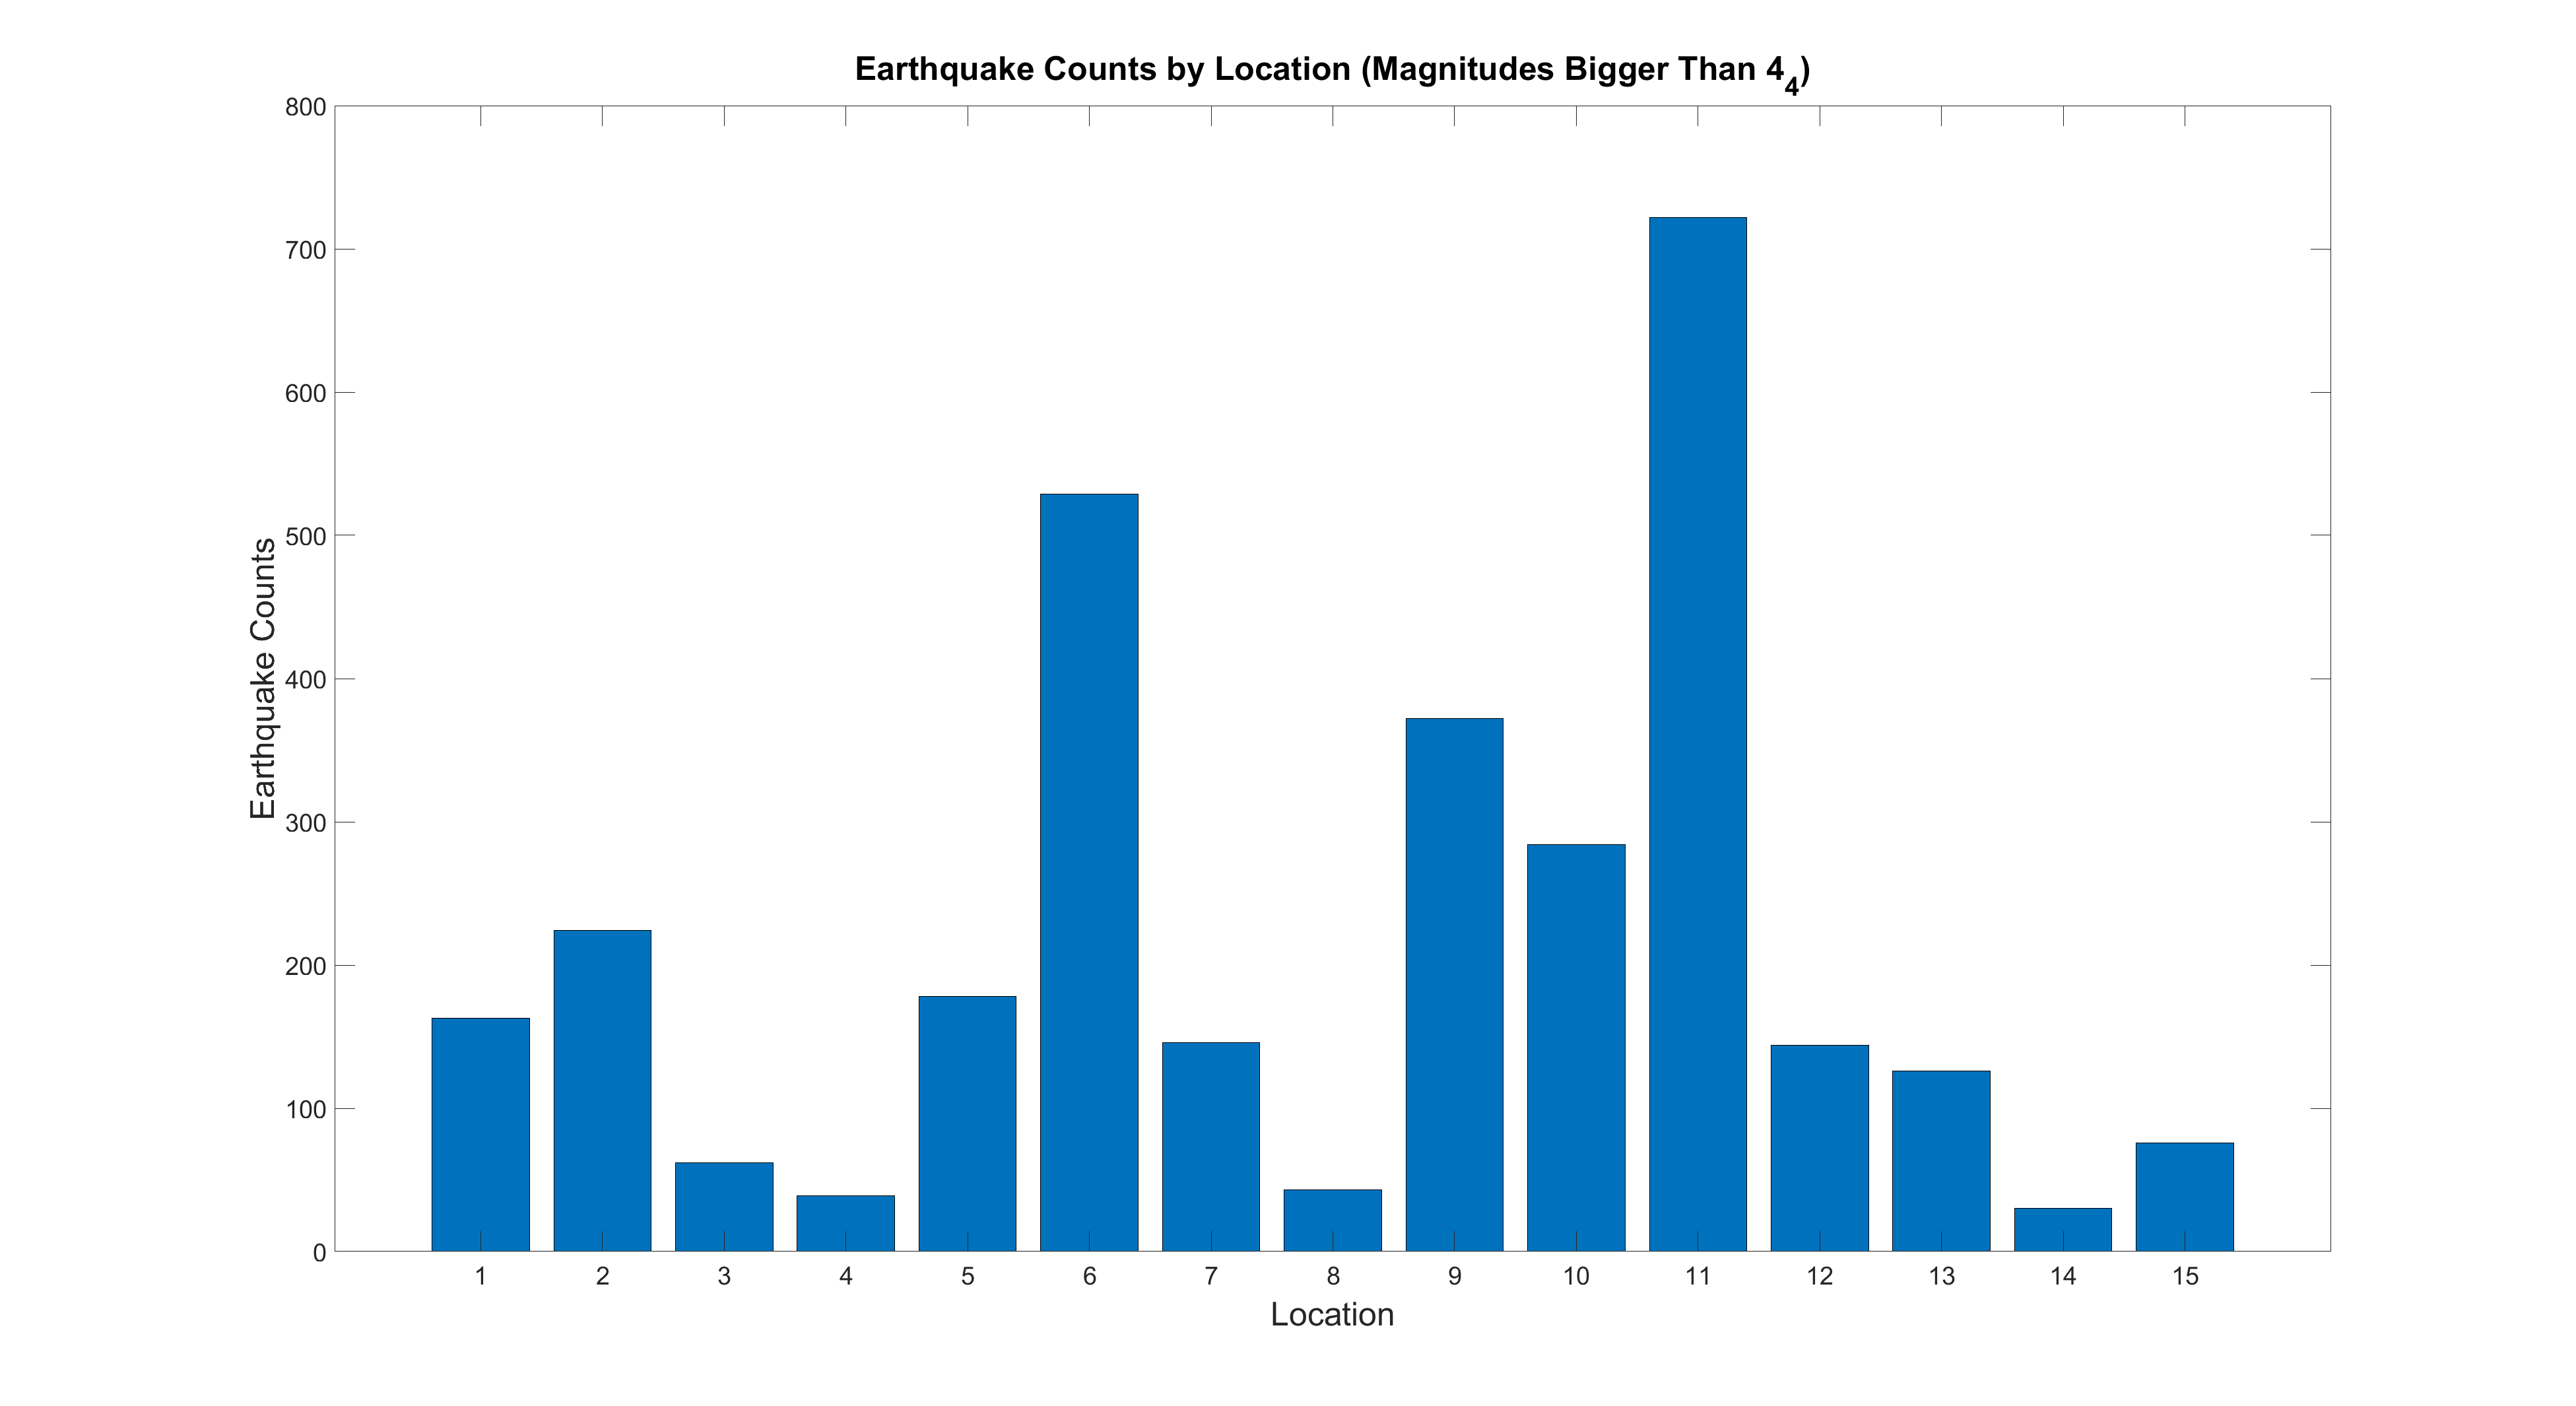 Earthquake Counts by Location (Magnitudes Bigger Than 4₄)
800
700
600
500
400
300
200
100
0
Earthquake Counts
1 2 3 4 5 6 7 8 9 10 11 12 13 14 15
Location